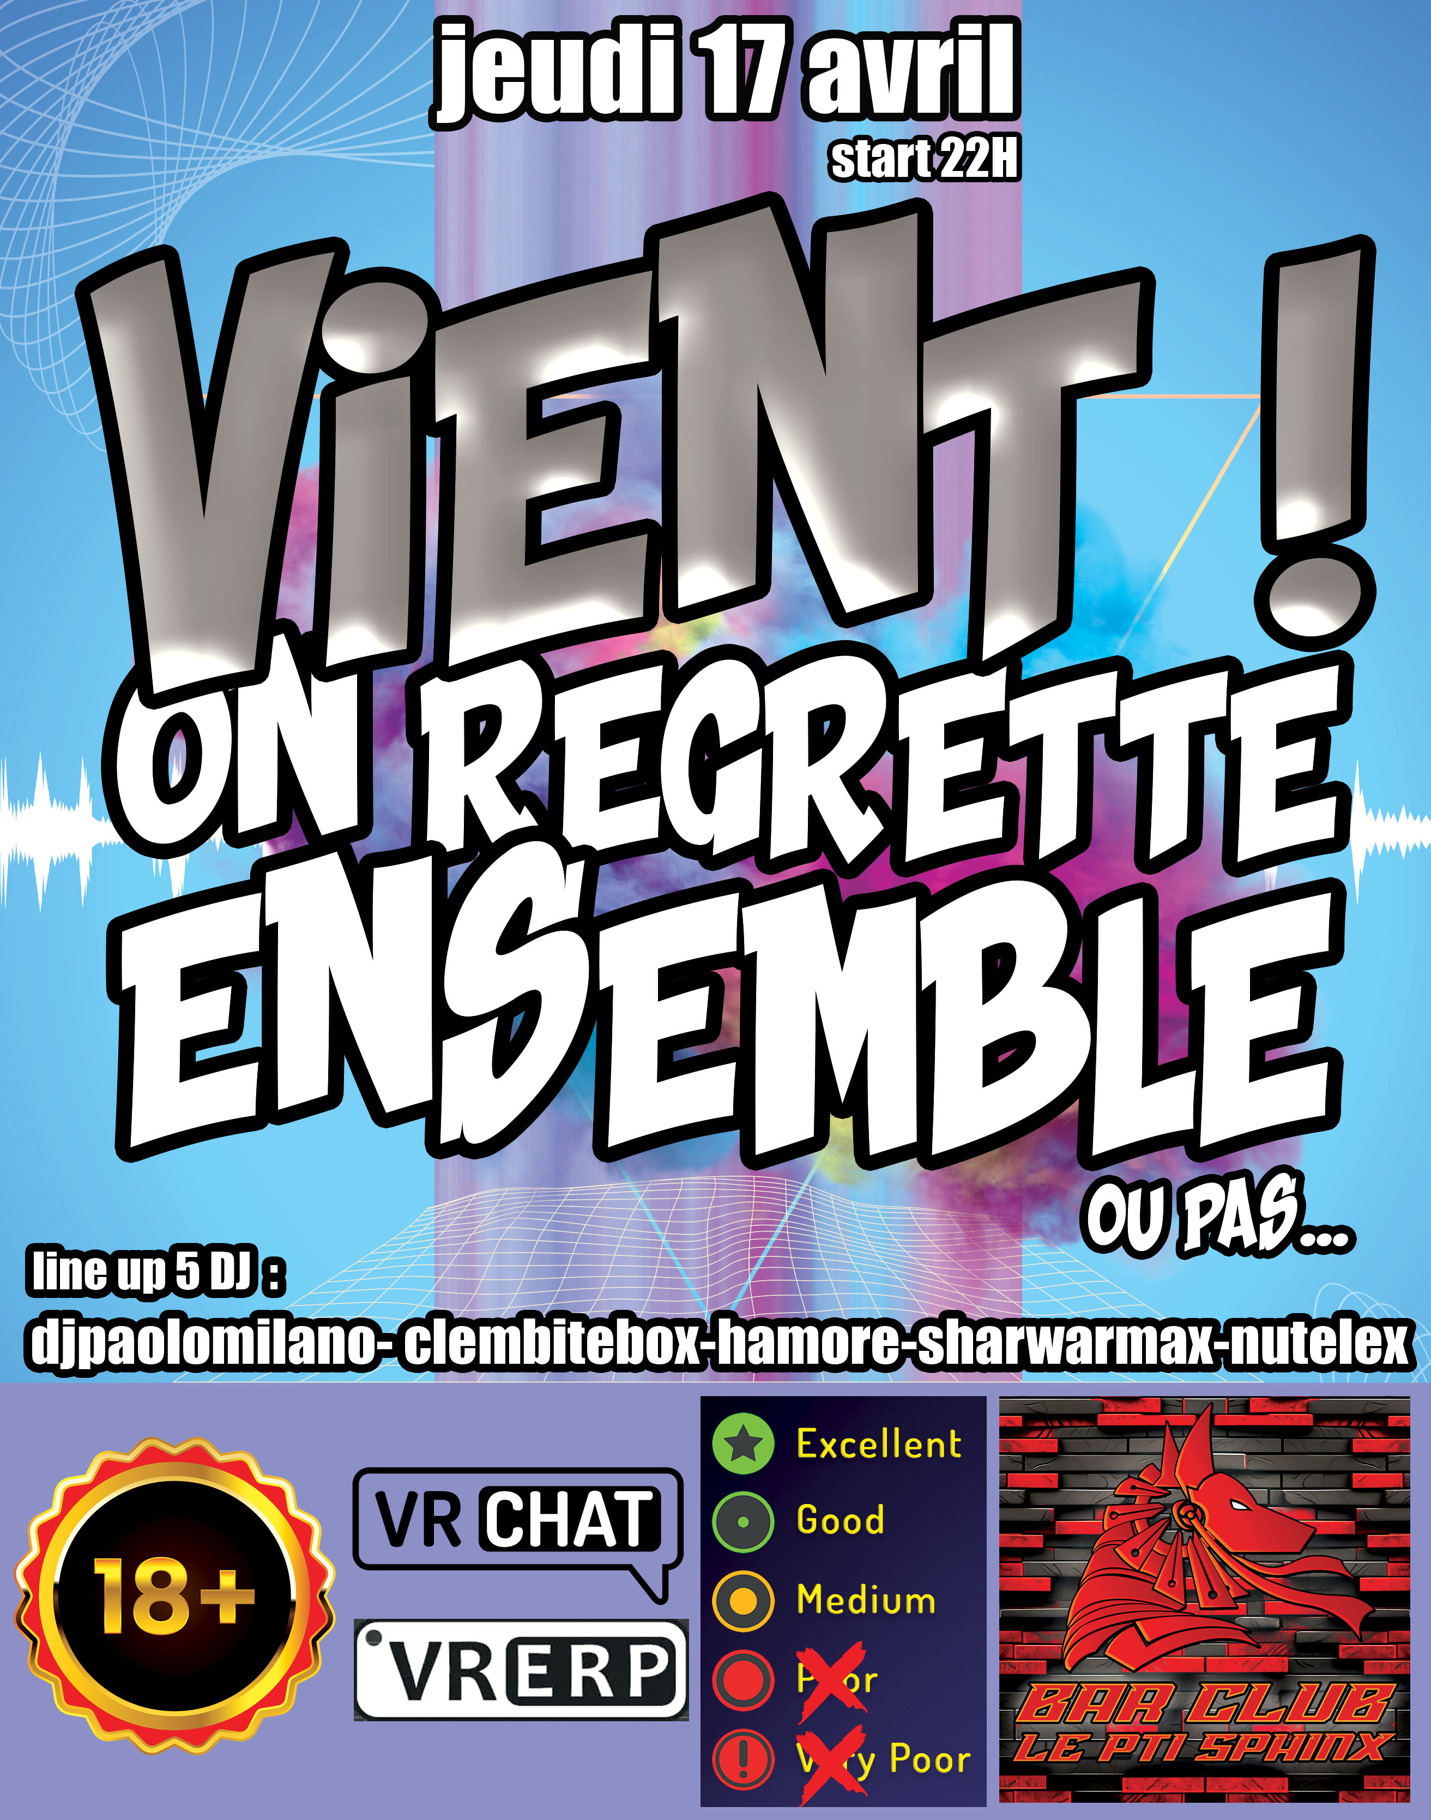 jeudi 17 avril
start 22H
ViENT !
ON REGRETTE
ENSEMBLE
OU PAS...
line up 5 DJ :
djpaolomilano- clembitebox-hamore-sharwarmax-nutelex
18+
VR CHAT
VRERP
Excellent
Good
Medium
Poor
Very Poor
BAR CLUB
LE PTI SPHINX